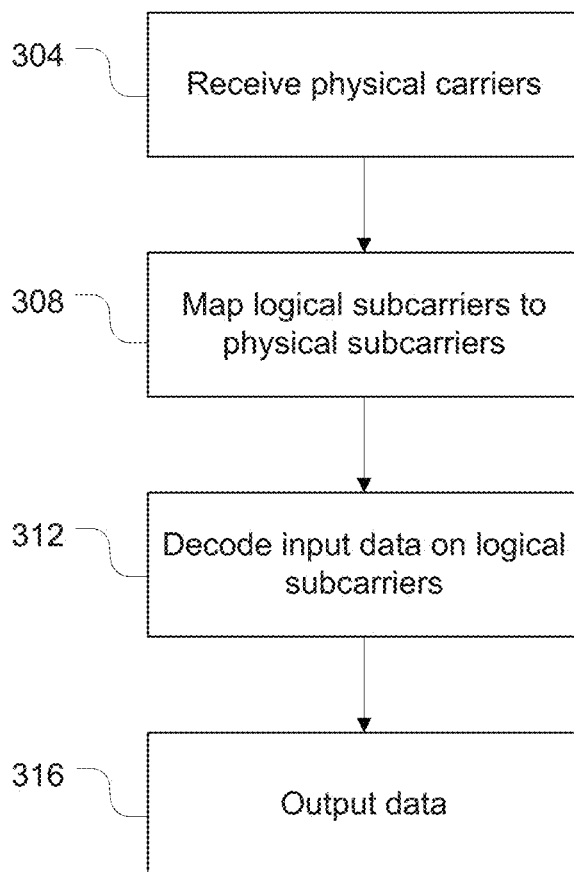 304
Receive physical carriers
308
Map logical subcarriers to
physical subcarriers
312
Decode input data on logical
subcarriers
316
Output data